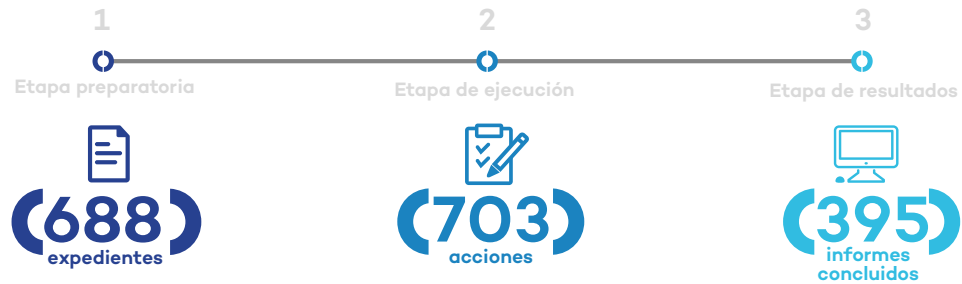 1
2
3
Etapa preparatoria
Etapa de ejecución
Etapa de resultados
688
expedientes
703
acciones
395
informes
concluidos